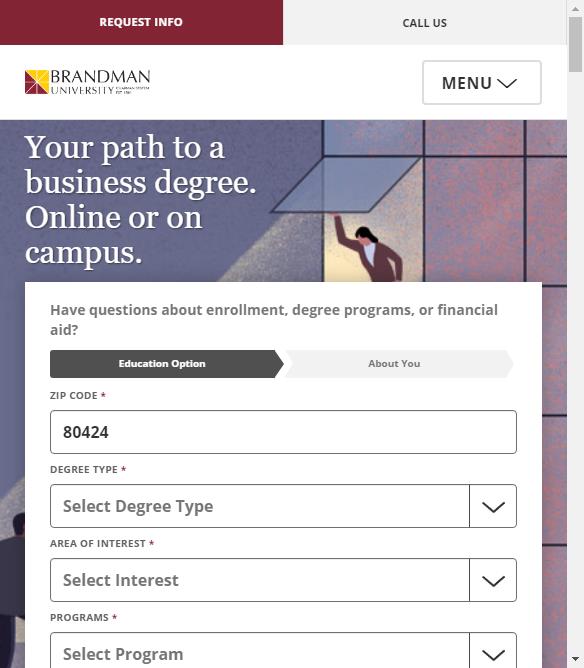 REQUEST INFO
CALL US
BRANDMAN
UNIVERSITY
MENU
Your path to a
business degree.
Online or on
campus.
Have questions about enrollment, degree programs, or financial
aid?
Education Option
About You
ZIP CODE *
80424
DEGREE TYPE *
Select Degree Type
AREA OF INTEREST *
Select Interest
PROGRAMS *
Select Program